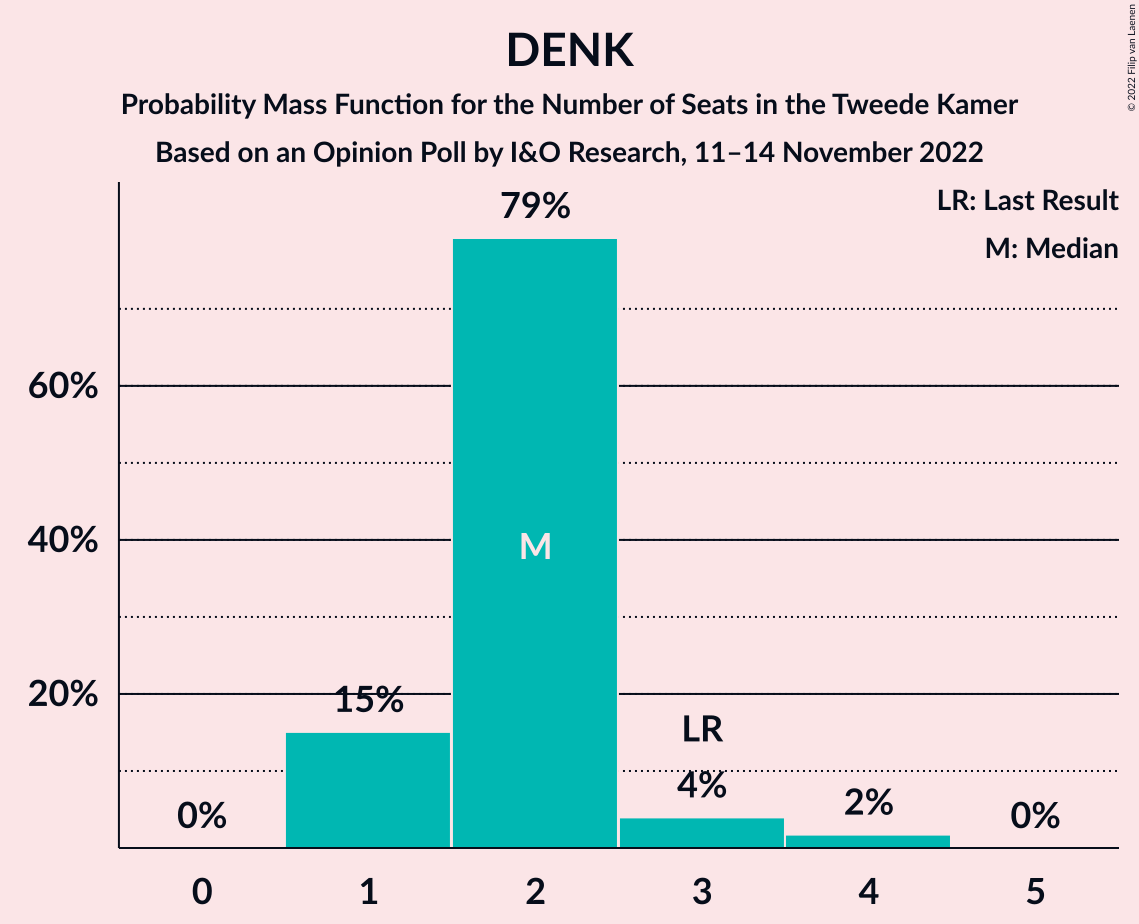 DENK
Probability Mass Function for the Number of Seats in the Tweede Kamer
Based on an Opinion Poll by I&O Research, 11–14 November 2022
© 2022 Filip van Laenen
LR: Last Result
M: Median
79%
60%
40%
20%
M
15%
LR
4%
2%
0%
0%
0 1 2 3 4 5